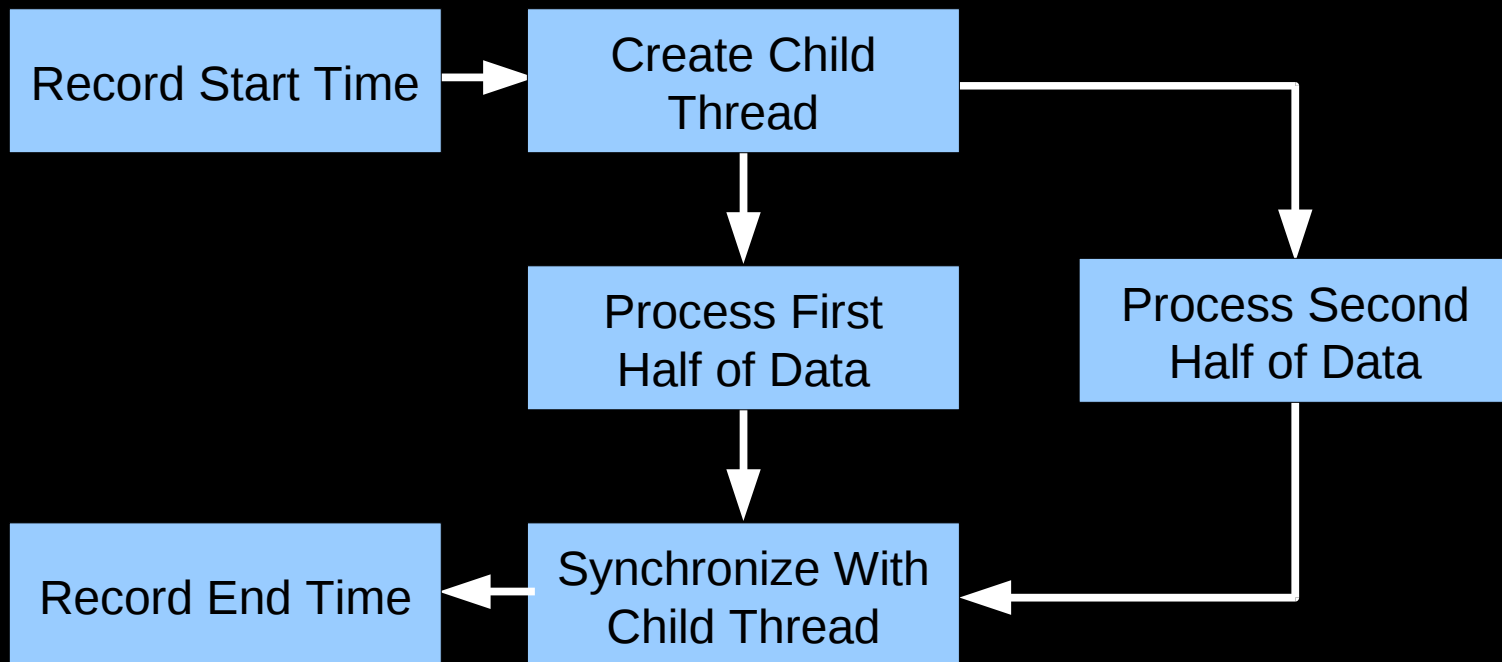 Record Start Time
Create Child
Thread
Process First
Half of Data
Process Second
Half of Data
Synchronize With
Child Thread
Record End Time